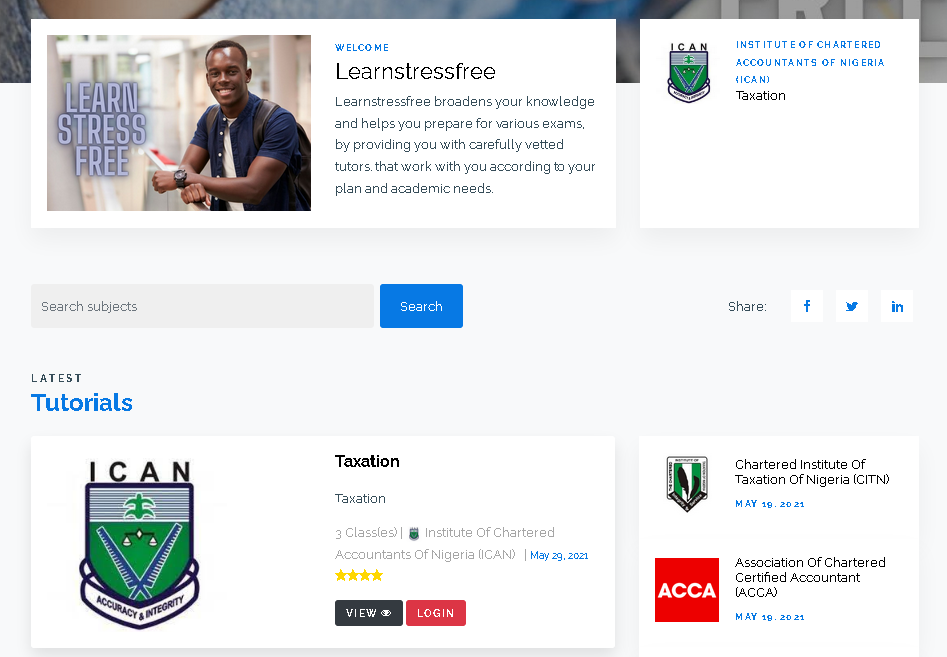 WELCOME
Learnstressfree
Learnstressfree broadens your knowledge
and helps you prepare for various exams,
by providing you with carefully vetted
tutors. that work with you according to your
plan and academic needs.
LEARN
STRESS
FREE
ICAN
INSTITUTE OF CHARTERED
ACCOUNTANTS OF NIGERIA
(ICAN)
Taxation
Search subjects
Search
Share:
LATEST
Tutorials
ICAN
ACCURACY & INTEGRITY
Taxation
Taxation
3 Class(es) | Institute Of Chartered
Accountants Of Nigeria (ICAN) | May 29, 2021
VIEW
LOGIN
Chartered Institute Of
Taxation Of Nigeria (CITN)
MAY 19, 2021
ACCA
Association Of Chartered
Certified Accountant
(ACCA)
MAY 19, 2021